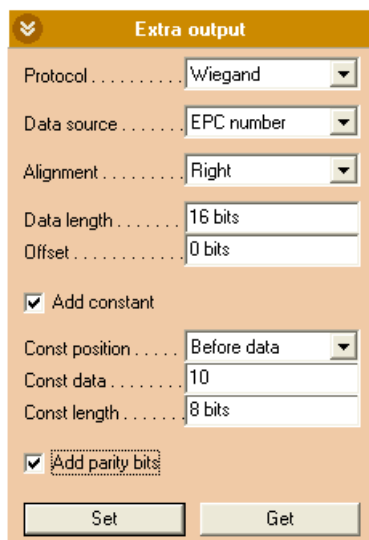 Extra output
Protocol . . . . . . . . . . Wiegand
Data source . . . . . . . EPC number
Alignment . . . . . . . . . Right
Data length . . . . . . . 16 bits
Offset . . . . . . . . . . . . 0 bits
Add constant
Const position . . . . . Before data
Const data . . . . . . . . 10
Const length . . . . . . . 8 bits
Add parity bits
Set Get